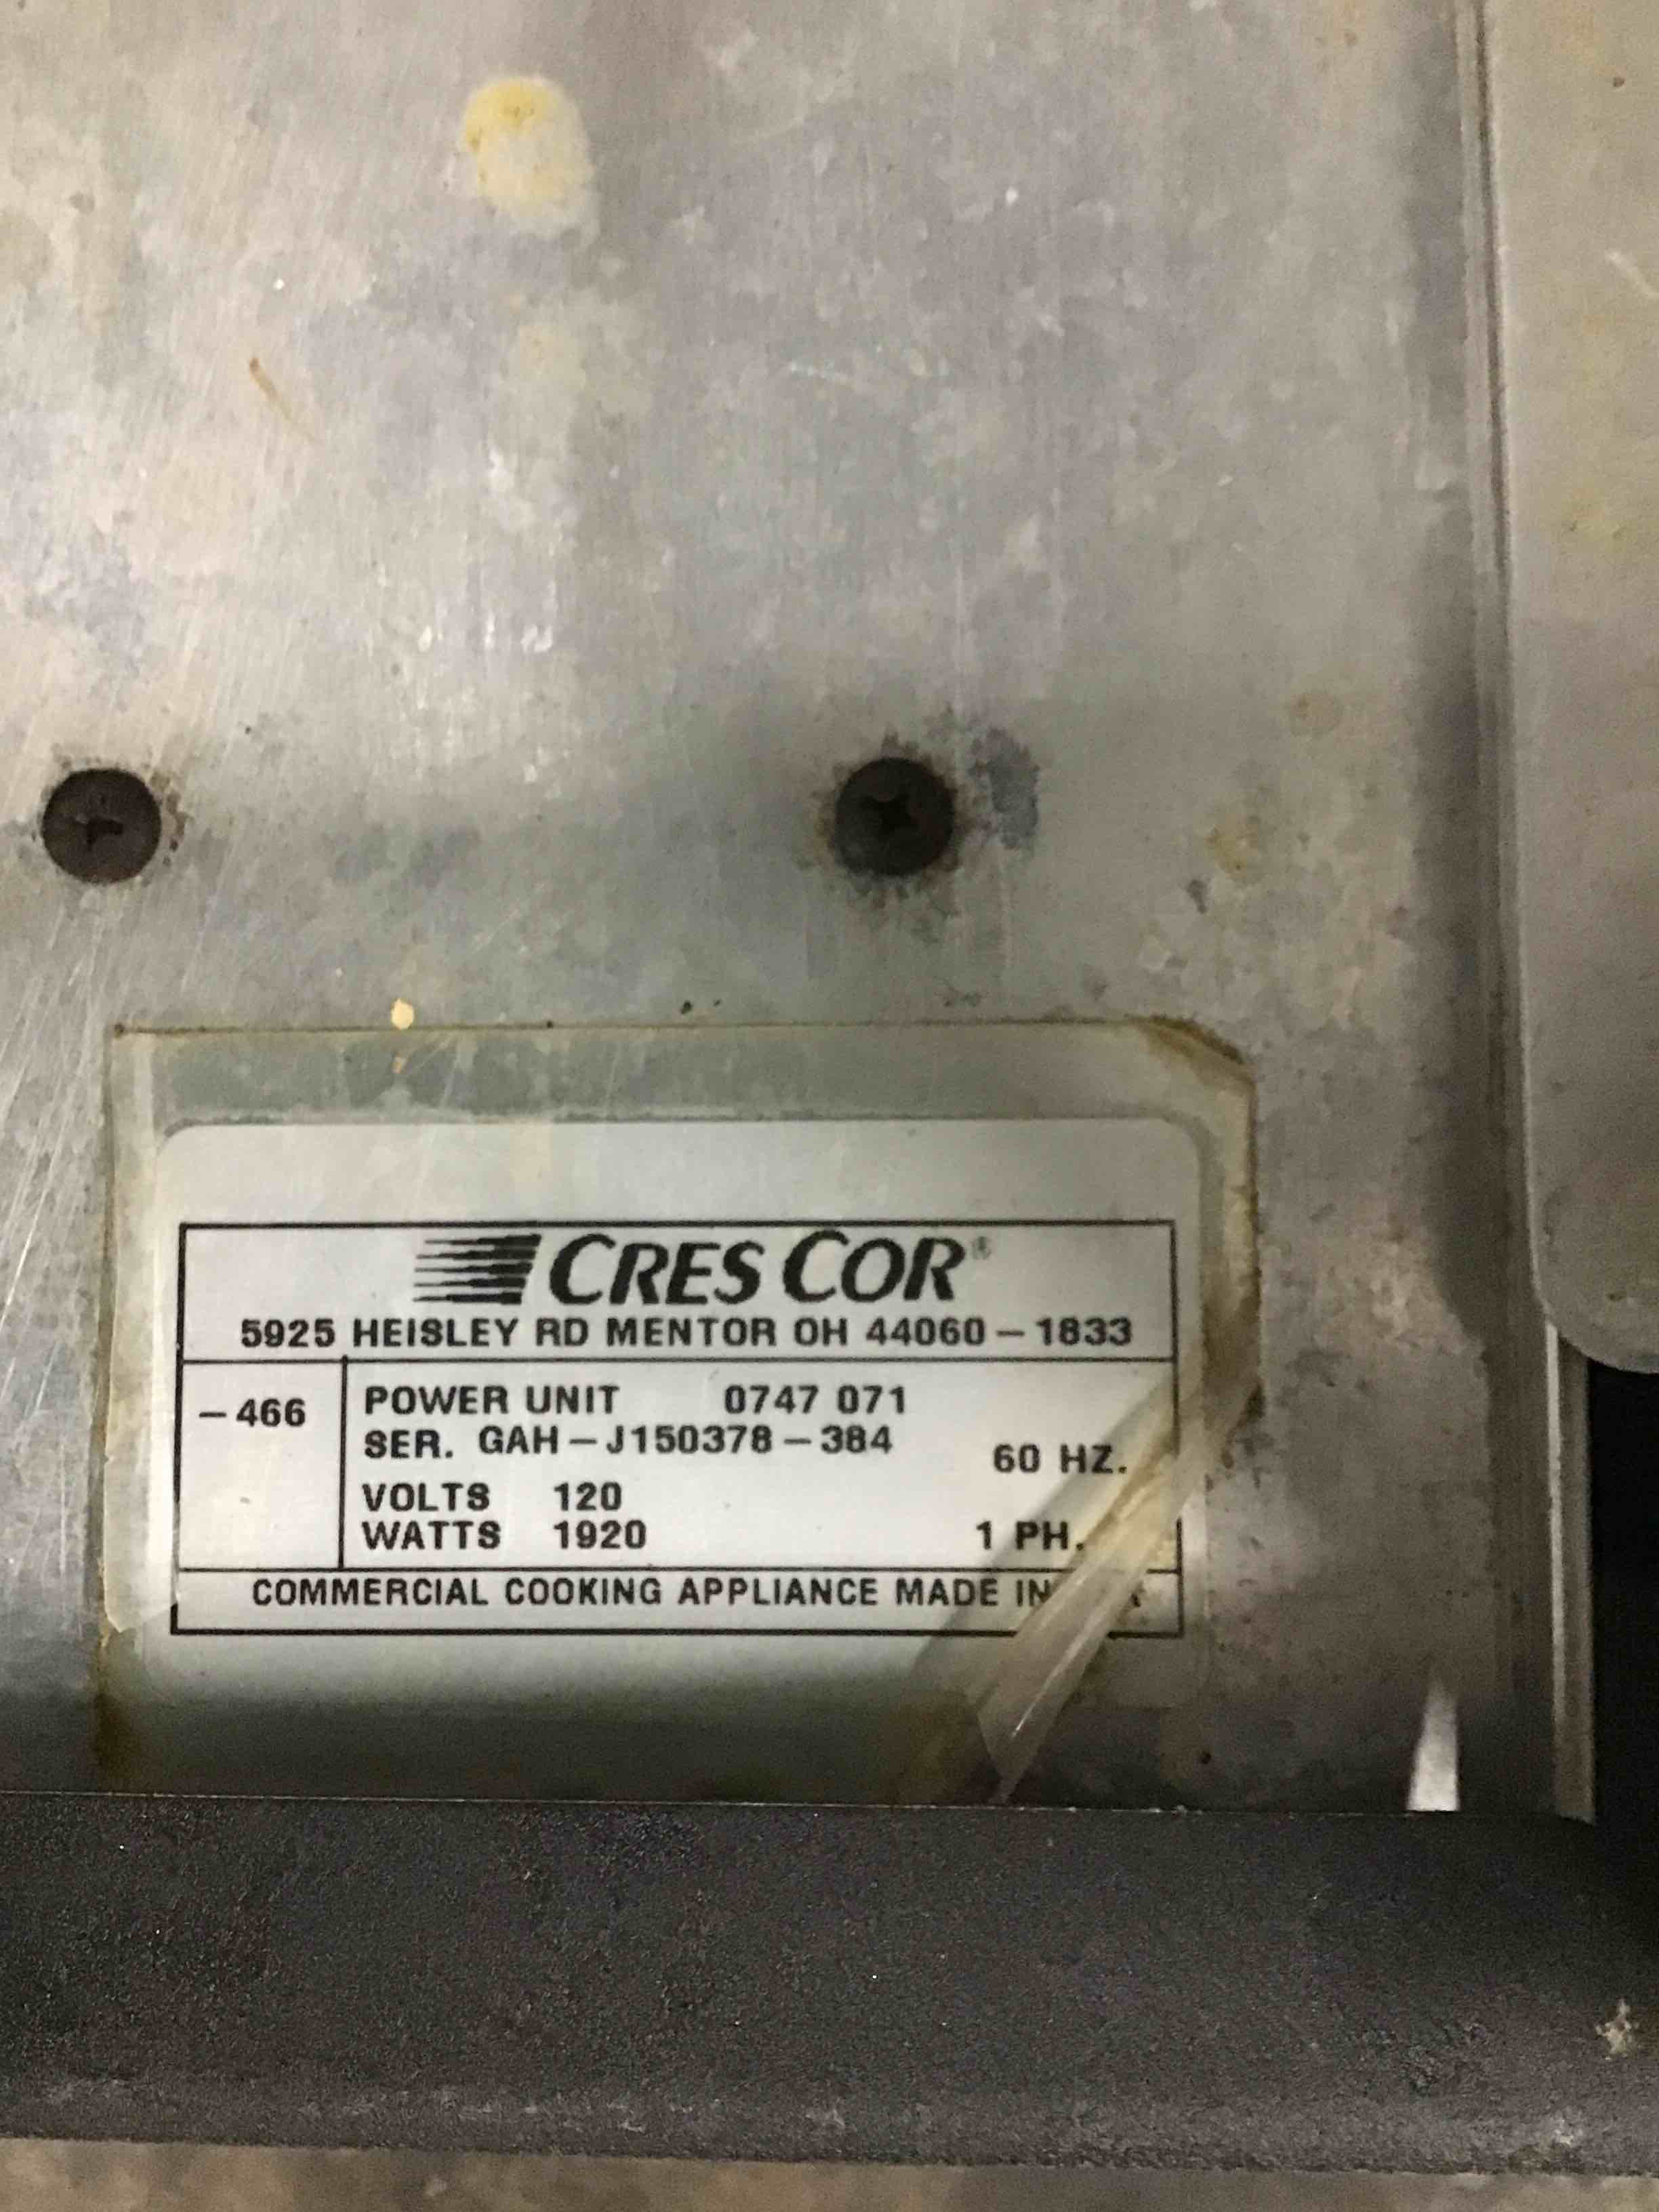 CRES COR®
5925 HEISLEY RD MENTOR OH 44060-1833
-466
POWER UNIT 0747 071
SER. GAH-J150378-384
60 HZ.
VOLTS 120
WATTS 1920
1 PH.
COMMERCIAL COOKING APPLIANCE MADE IN